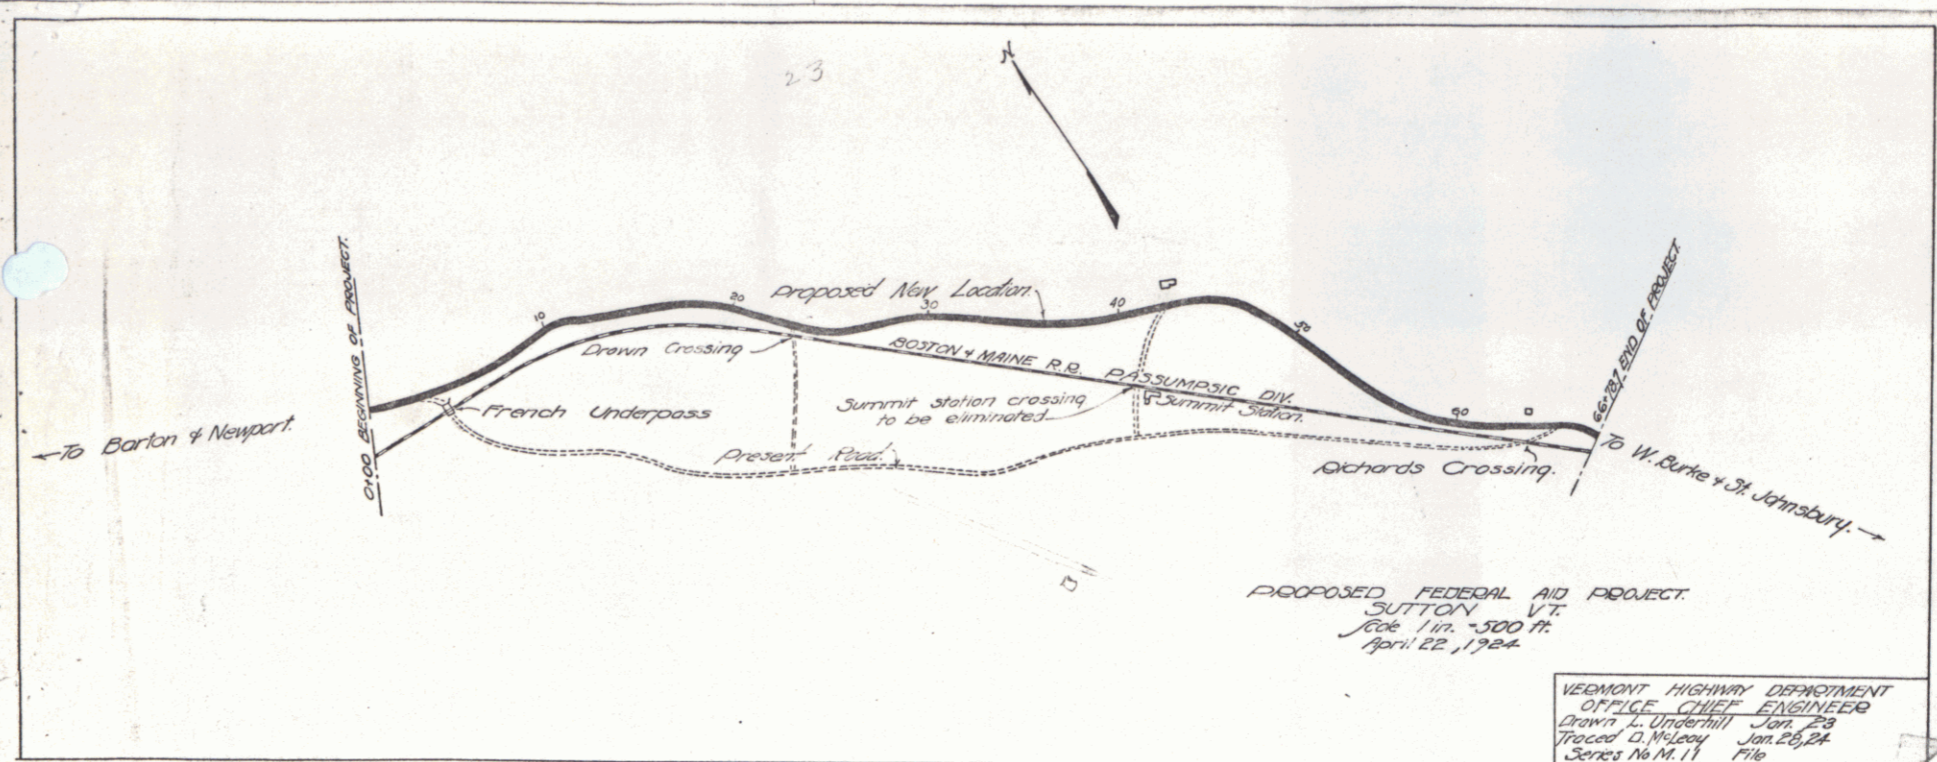 23
N
0+00 BEGINNING OF PROJECT.
10
20
Proposed New Location.
30
40
50
60
66+78.7 END OF PROJECT.
Drown Crossing
BOSTON & MAINE R.R. PASSUMPSIC DIV.
French Underpass
Summit Station crossing
to be eliminated
Summit Station.
← To Barton & Newport.
Present Road.
Richards Crossing.
To W. Burke & St. Johnsbury. →
PROPOSED FEDERAL AID PROJECT.
SUTTON VT.
Scale 1 in. = 500 ft.
April 22, 1924
VERMONT HIGHWAY DEPARTMENT
OFFICE CHIEF ENGINEER
Drawn L. Underhill Jan. 23
Traced D. McLeay Jan. 28, 24
Series No M. 11 File